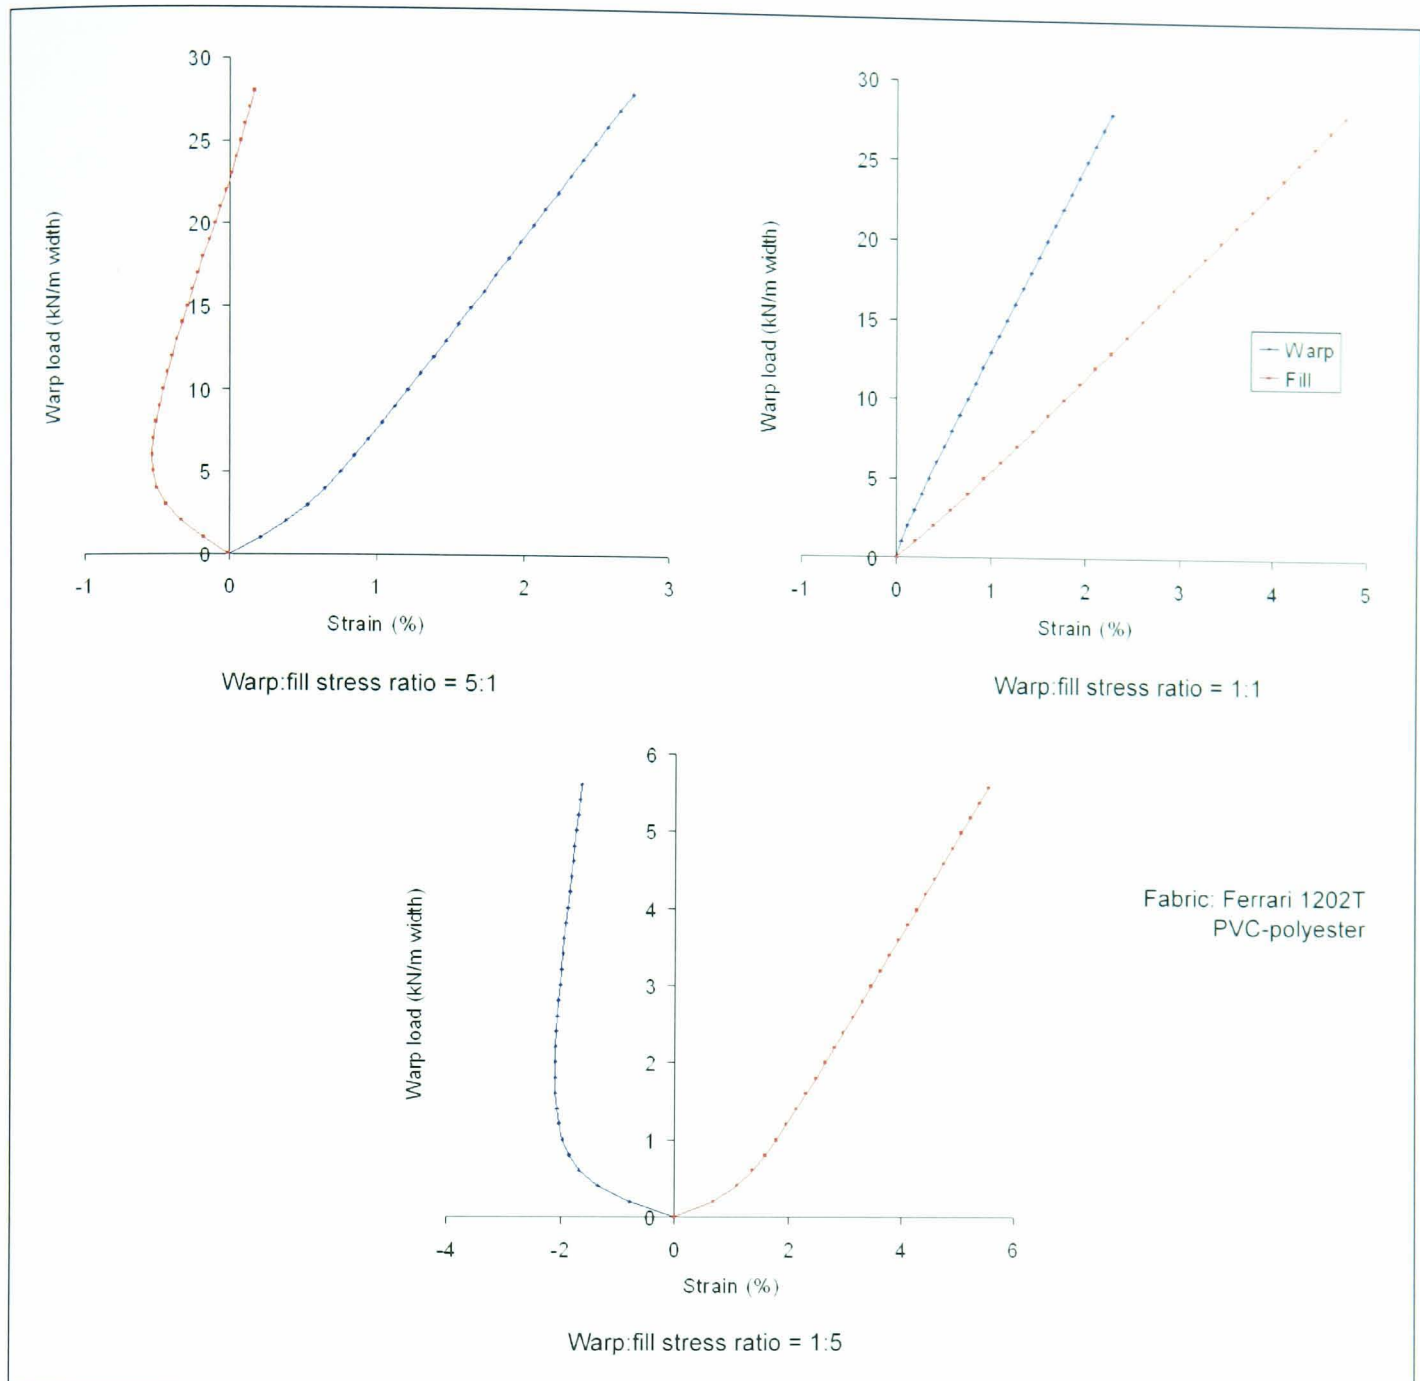 30
25
20
15
10
5
0
-1 0 1 2 3
Warp load (kN/m width)
Strain (%)
Warp:fill stress ratio = 5:1
30
25
20
15
10
5
0
-1 0 1 2 3 4 5
Warp load (kN/m width)
Strain (%)
Warp
Fill
Warp:fill stress ratio = 1:1
6
5
4
3
2
1
0
-4 -2 0 2 4 6
Warp load (kN/m width)
Strain (%)
Warp:fill stress ratio = 1:5
Fabric: Ferrari 1202T
PVC-polyester